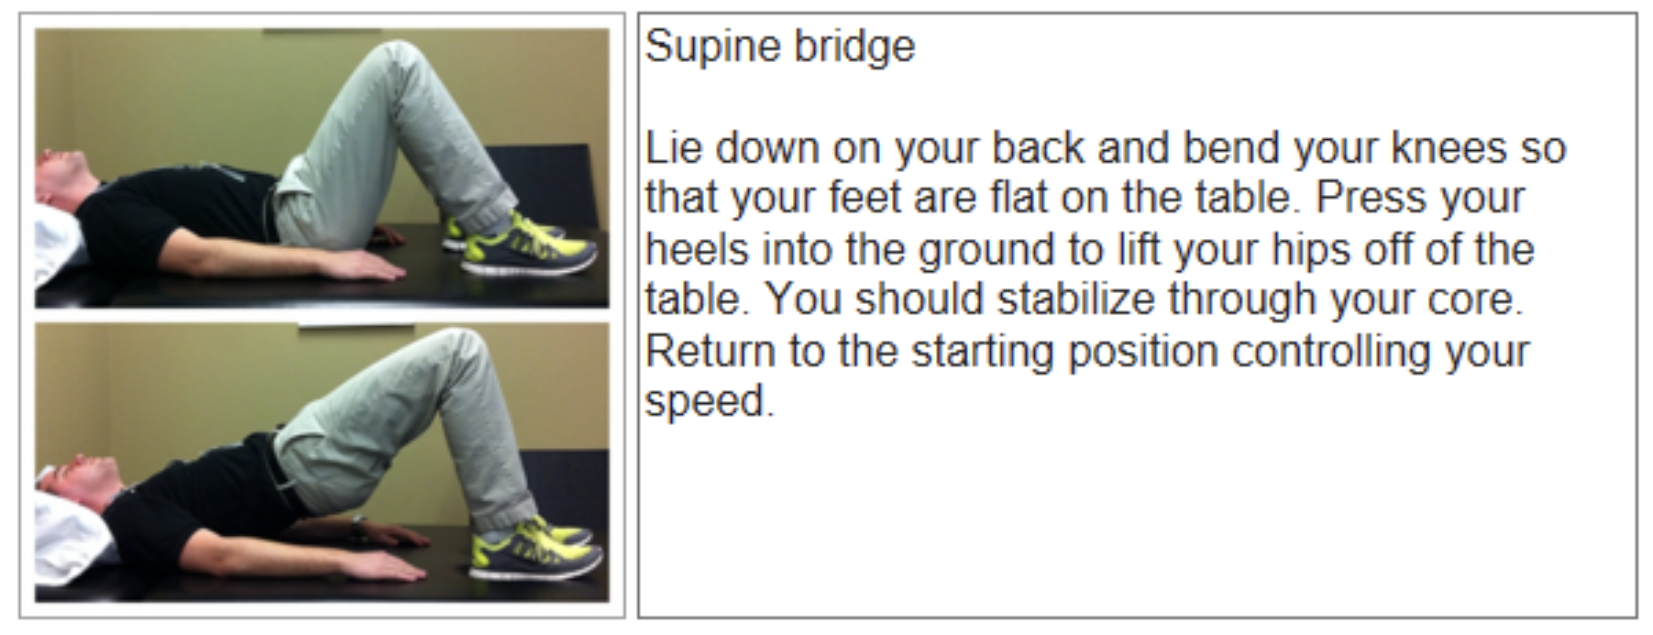 Supine bridge
Lie down on your back and bend your knees so
that your feet are flat on the table. Press your
heels into the ground to lift your hips off of the
table. You should stabilize through your core.
Return to the starting position controlling your
speed.